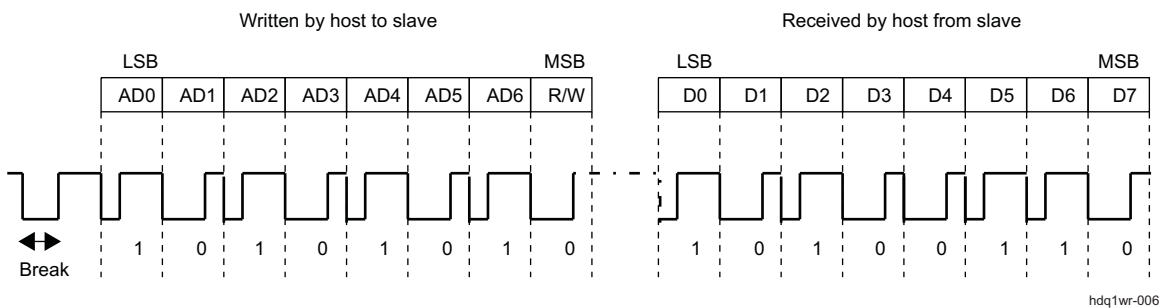 Written by host to slave Received by host from slave
LSB MSB LSB MSB
AD0 AD1 AD2 AD3 AD4 AD5 AD6 R/W D0 D1 D2 D3 D4 D5 D6 D7
1 0 1 0 1 0 1 0 1 0 1 0 0 1 1 0
Break
hdq1wr-006